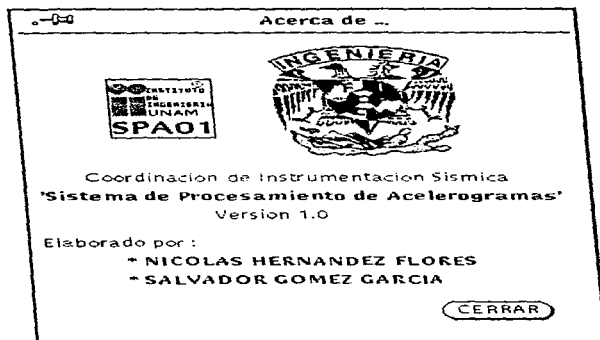 Acerca de ...
INGENIERIA
INSTITUTO
DE
INGENIERIA
UNAM
SPA01
Coordinacion de Instrumentacion Sismica
'Sistema de Procesamiento de Acelerogramas'
Version 1.0
Elaborado por :
* NICOLAS HERNANDEZ FLORES
* SALVADOR GOMEZ GARCIA
CERRAR